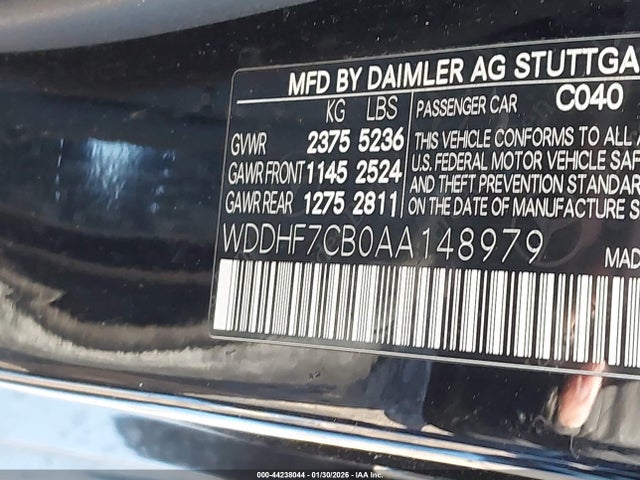 MFD BY DAIMLER AG STUTTGA
KG LBS
GVWR 2375 5236
GAWR FRONT 1145 2524
GAWR REAR 1275 2811
PASSENGER CAR C040
THIS VEHICLE CONFORMS TO ALL A
U.S. FEDERAL MOTOR VEHICLE SAF
AND THEFT PREVENTION STANDAR
ON THE DATE OF MANUFACTURE S
WDDHF7CB0AA148979
MAD
000-44238044 - 01/30/2026 - IAA Inc.